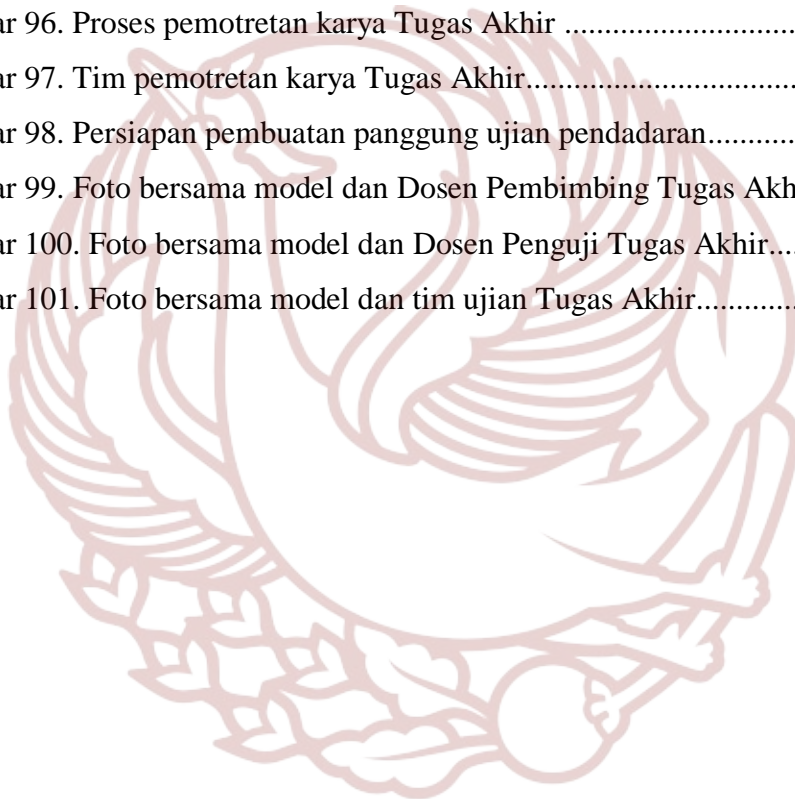 ar 96. Proses pemotretan karya Tugas Akhir ..............................
ar 97. Tim pemotretan karya Tugas Akhir...................................
ar 98. Persiapan pembuatan panggung ujian pendadaran...........
ar 99. Foto bersama model dan Dosen Pembimbing Tugas Akh
ar 100. Foto bersama model dan Dosen Penguji Tugas Akhir....
ar 101. Foto bersama model dan tim ujian Tugas Akhir.............